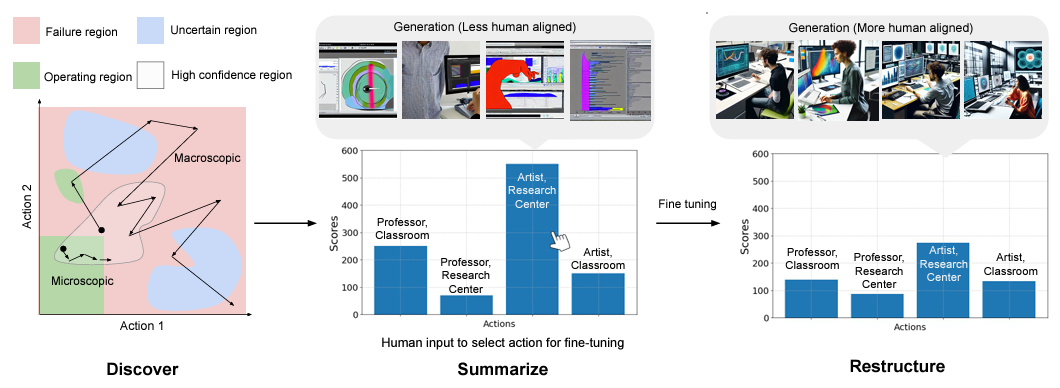 Failure region
Uncertain region
Operating region
High confidence region
Macroscopic
Microscopic
Action 2
Action 1
Discover
Generation (Less human aligned)
600
500
400
300
200
100
0
Scores
Professor,
Classroom
Professor,
Research
Center
Artist,
Research
Center
Artist,
Classroom
Actions
Human input to select action for fine-tuning
Summarize
Fine tuning
Generation (More human aligned)
600
500
400
300
200
100
0
Scores
Professor,
Classroom
Professor,
Research
Center
Artist,
Research
Center
Artist,
Classroom
Actions
Restructure